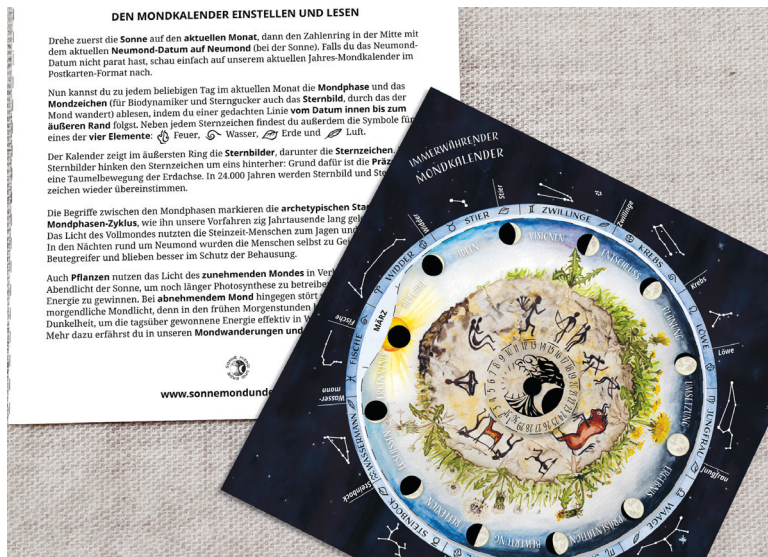 DEN MONDKALENDER EINSTELLEN UND LESEN
Drehe zuerst die Sonne auf den aktuellen Monat, dann den Zahlenring in der Mitte mit
dem aktuellen Neumond-Datum auf Neumond (bei der Sonne). Falls du das Neumond-
Datum nicht parat hast, schau einfach auf unserem aktuellen Jahres-Mondkalender im
Postkarten-Format nach.
Nun kannst du zu jedem beliebigen Tag im aktuellen Monat die Mondphase und das
Mondzeichen (für Biodynamiker und Sterngucker auch das Sternbild, durch das der
Mond wandert) ablesen, indem du einer gedachten Linie vom Datum innen bis zum
äußeren Rand folgst. Neben jedem Sternzeichen findest du außerdem die Symbole für
eines der vier Elemente: Feuer, Wasser, Erde und Luft.
Der Kalender zeigt im äußersten Ring die Sternbilder, darunter die Sternzeichen.
Sternbilder hinken den Sternzeichen um eins hinterher: Grund dafür ist die
eine Taumelbewegung der Erdachse. In 24.000 Jahren werden Sternbild und
zeichen wieder übereinstimmen.
Die Begriffe zwischen den Mondphasen markieren die archetypischen
Mondphasen-Zyklus, wie ihn unsere Vorfahren zig Jahrtausende lang
Das Licht des Vollmondes nutzten die Steinzeit-Menschen zum Jagen und
In den Nächten rund um Neumond wurden die Menschen selbst zu
Beutegreifer und blieben besser im Schutz der Behausung.
Auch Pflanzen nutzen das Licht des zunehmenden Mondes in
Abendlicht der Sonne, um noch länger Photosynthese zu betreiben
Energie zu gewinnen. Bei abnehmendem Mond hingegen stört
morgendliche Mondlicht, denn in den frühen Morgenstunden
Dunkelheit, um die tagsüber gewonnene Energie effektiv in
Mehr dazu erfährst du in unseren Mondwanderungen und
IMMERWÄHRENDER
MONDKALENDER
Widder
Stier
Zwillinge
Krebs
Löwe
Jungfrau
Fische
Wassermann
Steinbock
WIDDER
STIER
ZWILLINGE
KREBS
LÖWE
JUNGFRAU
WAAGE
FISCHE
WASSERMANN
STEINBOCK
MÄRZ
IDEEN
VISIONEN
ENTSCHLUSS
PLANUNG
UMSETZUNG
ERGEBNIS
PRÄSENTATION
BEWERTUNG
REFLEXION